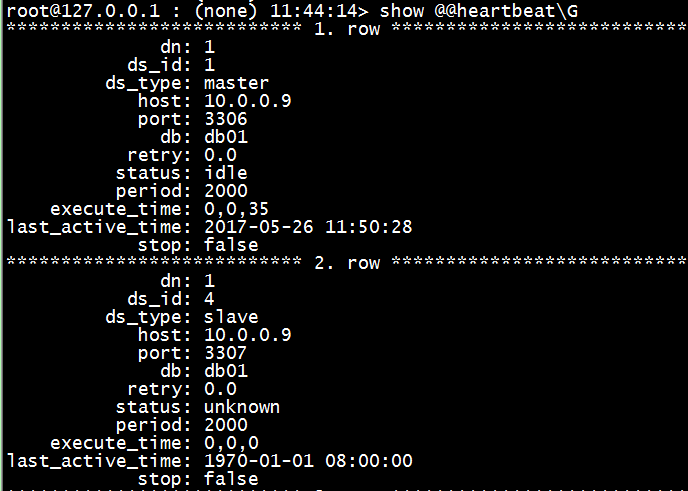 root@127.0.0.1 : (none) 11:44:14> show @@heartbeat\G
*************************** 1. row ***************************
dn: 1
ds_id: 1
ds_type: master
host: 10.0.0.9
port: 3306
db: db01
retry: 0.0
status: idle
period: 2000
execute_time: 0,0,35
last_active_time: 2017-05-26 11:50:28
stop: false
*************************** 2. row ***************************
dn: 1
ds_id: 4
ds_type: slave
host: 10.0.0.9
port: 3307
db: db01
retry: 0.0
status: unknown
period: 2000
execute_time: 0,0,0
last_active_time: 1970-01-01 08:00:00
stop: false